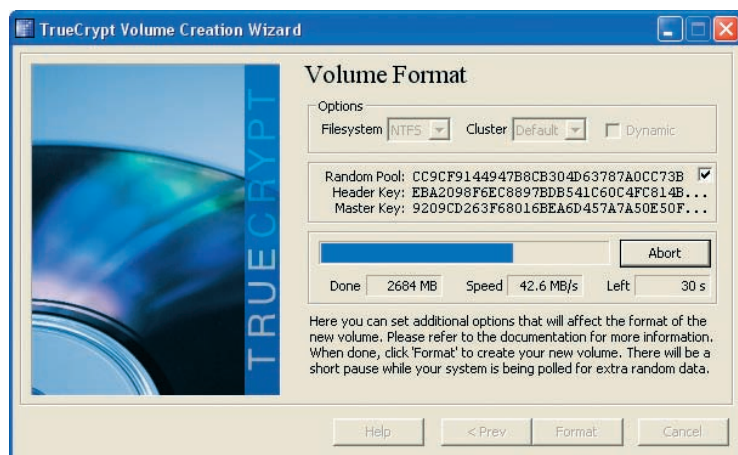 TrueCrypt Volume Creation Wizard
TRUECRYPT
Volume Format
Options
Filesystem NTFS Cluster Default Dynamic
Random Pool: CC9CF9144947B8CB304D63787A0CC73B
Header Key: EBA2098F6EC8897BDB541C60C4FC814B...
Master Key: 9209CD263F68016BEA6D457A7A50E50F...
Abort
Done 2684 MB Speed 42.6 MB/s Left 30 s
Here you can set additional options that will affect the format of the
new volume. Please refer to the documentation for more information.
When done, click 'Format' to create your new volume. There will be a
short pause while your system is being polled for extra random data.
Help < Prev Format Cancel